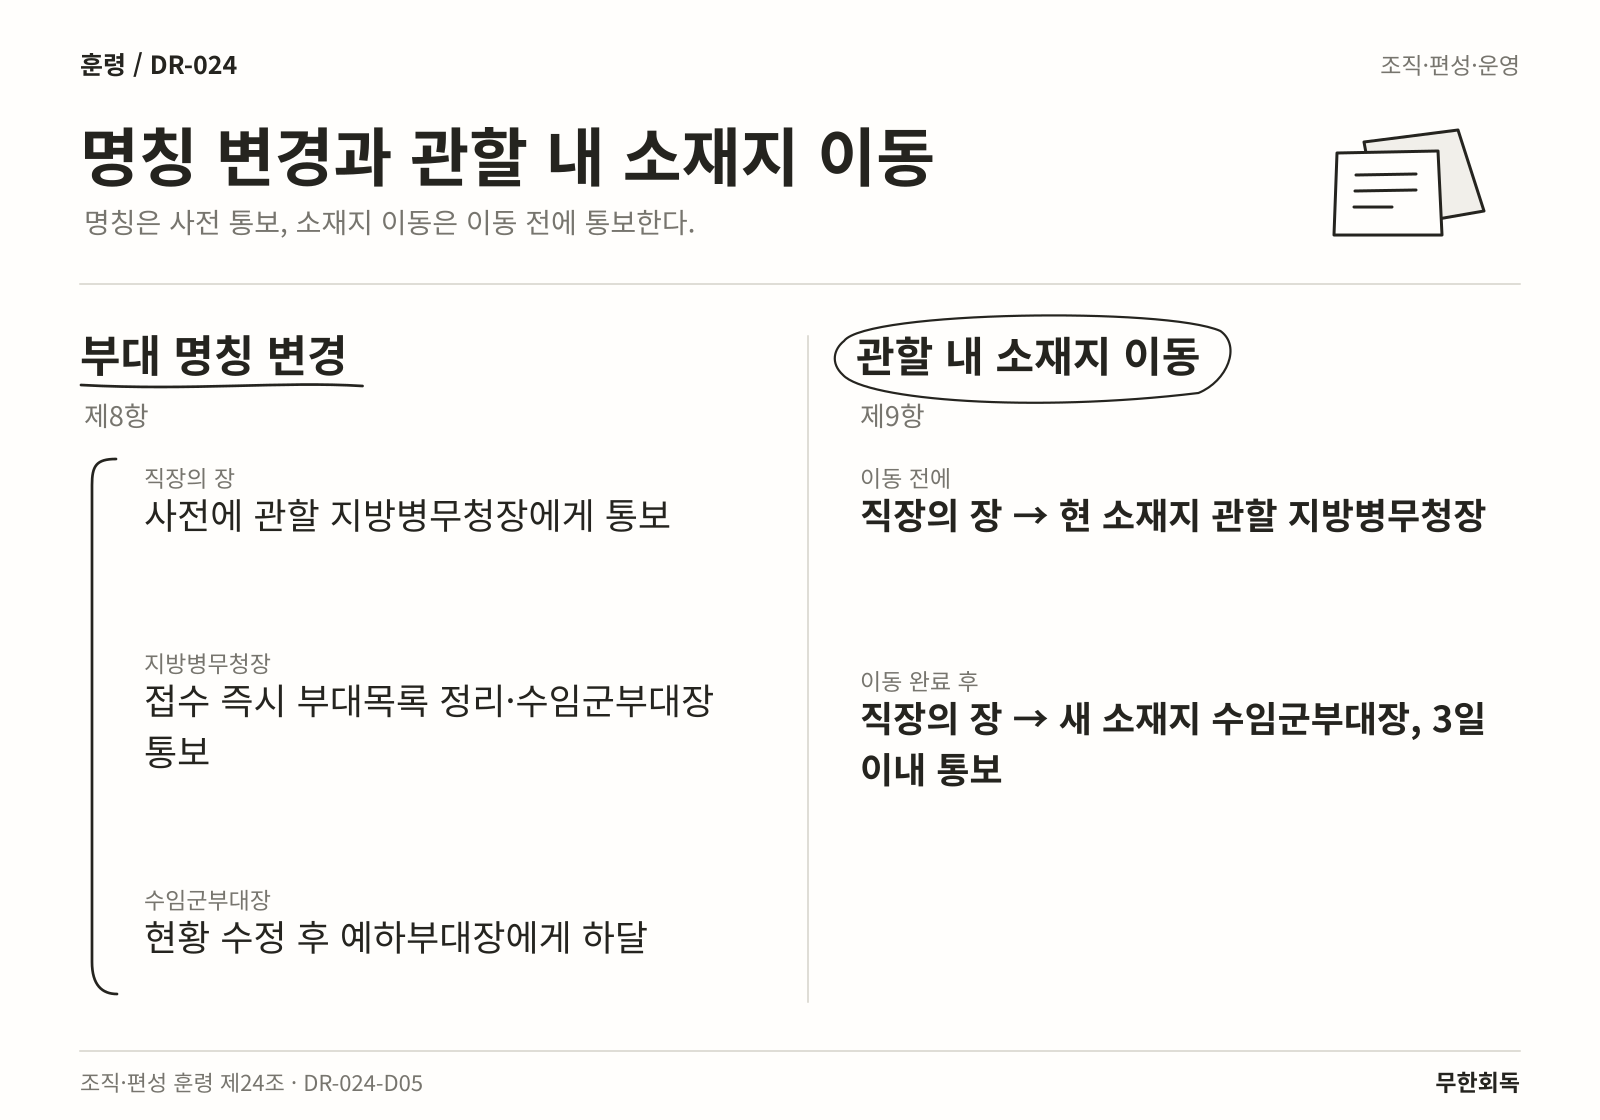 훈령 / DR-024
조직·편성·운영
명칭 변경과 관할 내 소재지 이동
명칭은 사전 통보, 소재지 이동은 이동 전에 통보한다.
부대 명칭 변경
제8항
직장의 장
사전에 관할 지방병무청장에게 통보
지방병무청장
접수 즉시 부대목록 정리·수임군부대장
통보
수임군부대장
현황 수정 후 예하부대장에게 하달
관할 내 소재지 이동
제9항
이동 전에
직장의 장 → 현 소재지 관할 지방병무청장
이동 완료 후
직장의 장 → 새 소재지 수임군부대장, 3일
이내 통보
조직·편성 훈령 제24조 · DR-024-D05
무한회독